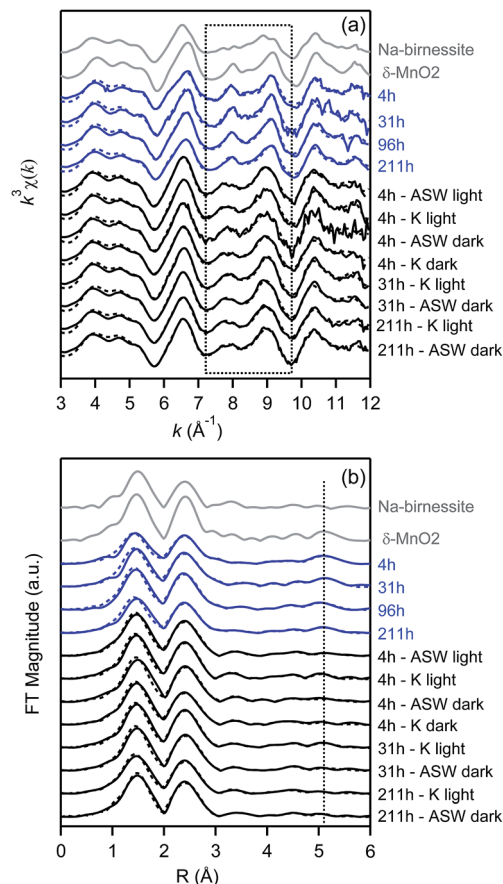 (a)
k³χ(k)
Na-birnessite
δ-MnO2
4h
31h
96h
211h
4h - ASW light
4h - K light
4h - ASW dark
4h - K dark
31h - K light
31h - ASW dark
211h - K light
211h - ASW dark
3 4 5 6 7 8 9 10 11 12
k (Å⁻¹)
(b)
FT Magnitude (a.u.)
Na-birnessite
δ-MnO2
4h
31h
96h
211h
4h - ASW light
4h - K light
4h - ASW dark
4h - K dark
31h - K light
31h - ASW dark
211h - K light
211h - ASW dark
0 1 2 3 4 5 6
R (Å)